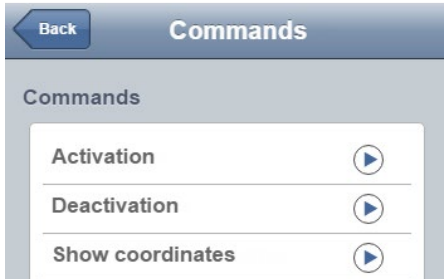 Back Commands
Commands
Activation
Deactivation
Show coordinates